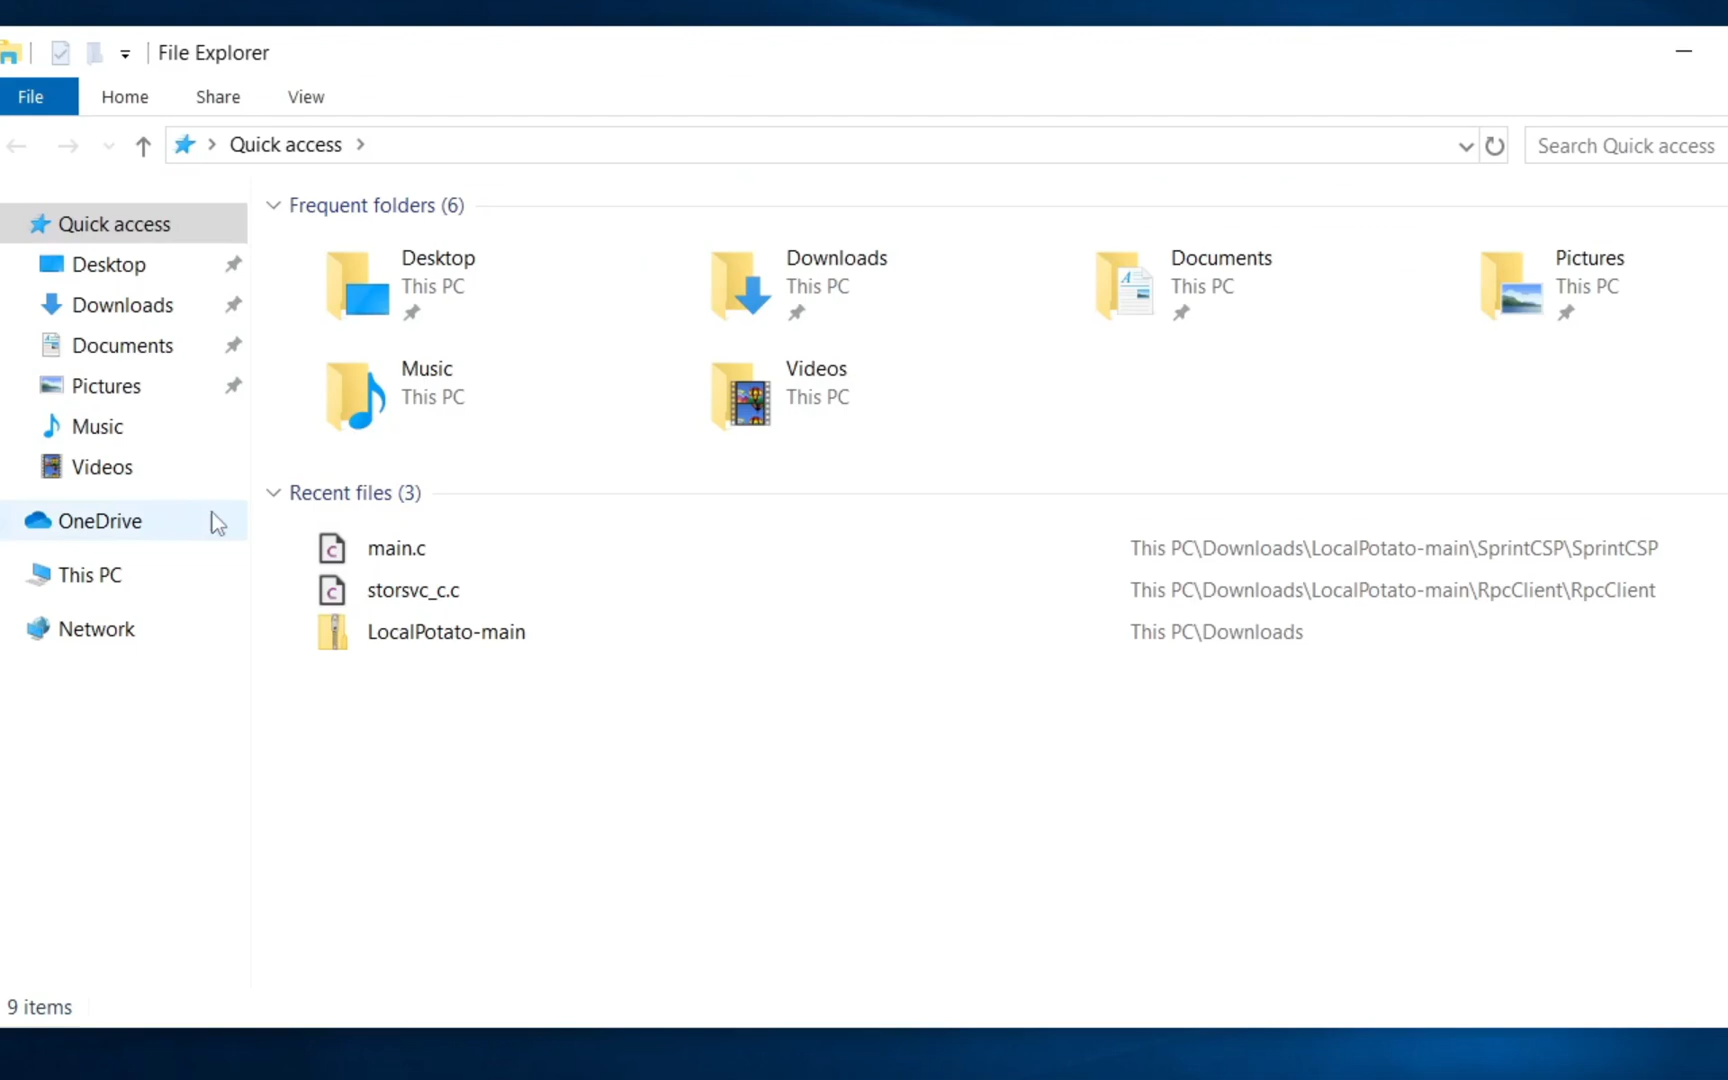 File Explorer
File Home Share View
Quick access
Search Quick access
Quick access
Desktop
Downloads
Documents
Pictures
Music
Videos
OneDrive
This PC
Network
Frequent folders (6)
Desktop
This PC
Downloads
This PC
Documents
This PC
Pictures
This PC
Music
This PC
Videos
This PC
Recent files (3)
main.c This PC\Downloads\LocalPotato-main\SprintCSP\SprintCSP
storsvc_c.c This PC\Downloads\LocalPotato-main\RpcClient\RpcClient
LocalPotato-main This PC\Downloads
9 items